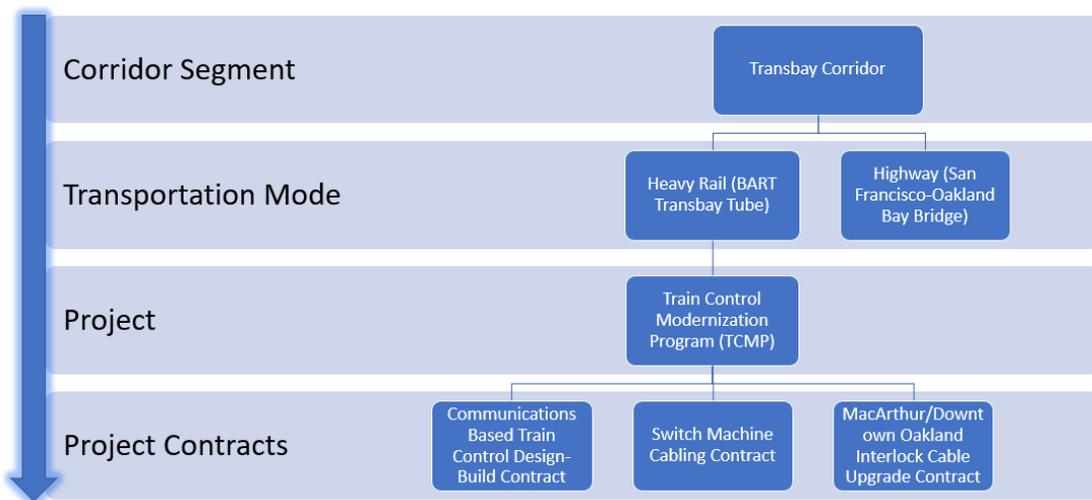 Corridor Segment
Transbay Corridor
Transportation Mode
Heavy Rail (BART
Transbay Tube)
Highway (San
Francisco-Oakland
Bay Bridge)
Project
Train Control
Modernization
Program (TCMP)
Project Contracts
Communications
Based Train
Control Design-
Build Contract
Switch Machine
Cabling Contract
MacArthur/Downt
own Oakland
Interlock Cable
Upgrade Contract